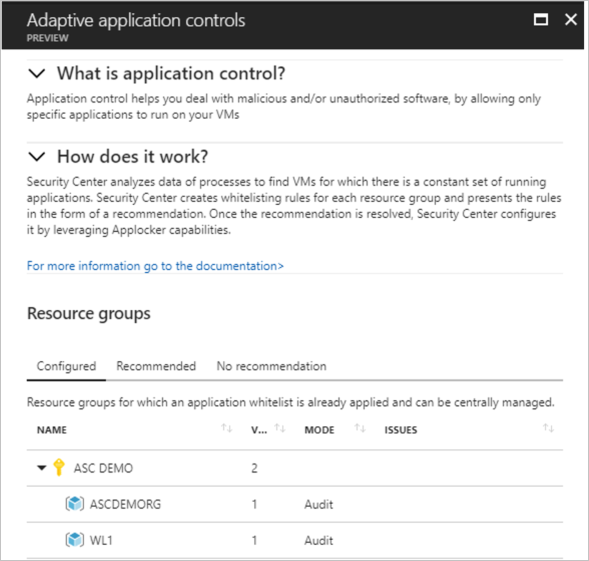 Adaptive application controls
PREVIEW
What is application control?
Application control helps you deal with malicious and/or unauthorized software, by allowing only
specific applications to run on your VMs
How does it work?
Security Center analyzes data of processes to find VMs for which there is a constant set of running
applications. Security Center creates whitelisting rules for each resource group and presents the rules
in the form of a recommendation. Once the recommendation is resolved, Security Center configures
it by leveraging Applocker capabilities.
For more information go to the documentation>
Resource groups
Configured Recommended No recommendation
Resource groups for which an application whitelist is already applied and can be centrally managed.
NAME V... MODE ISSUES
ASC DEMO 2
ASCDEMORG 1 Audit
WL1 1 Audit